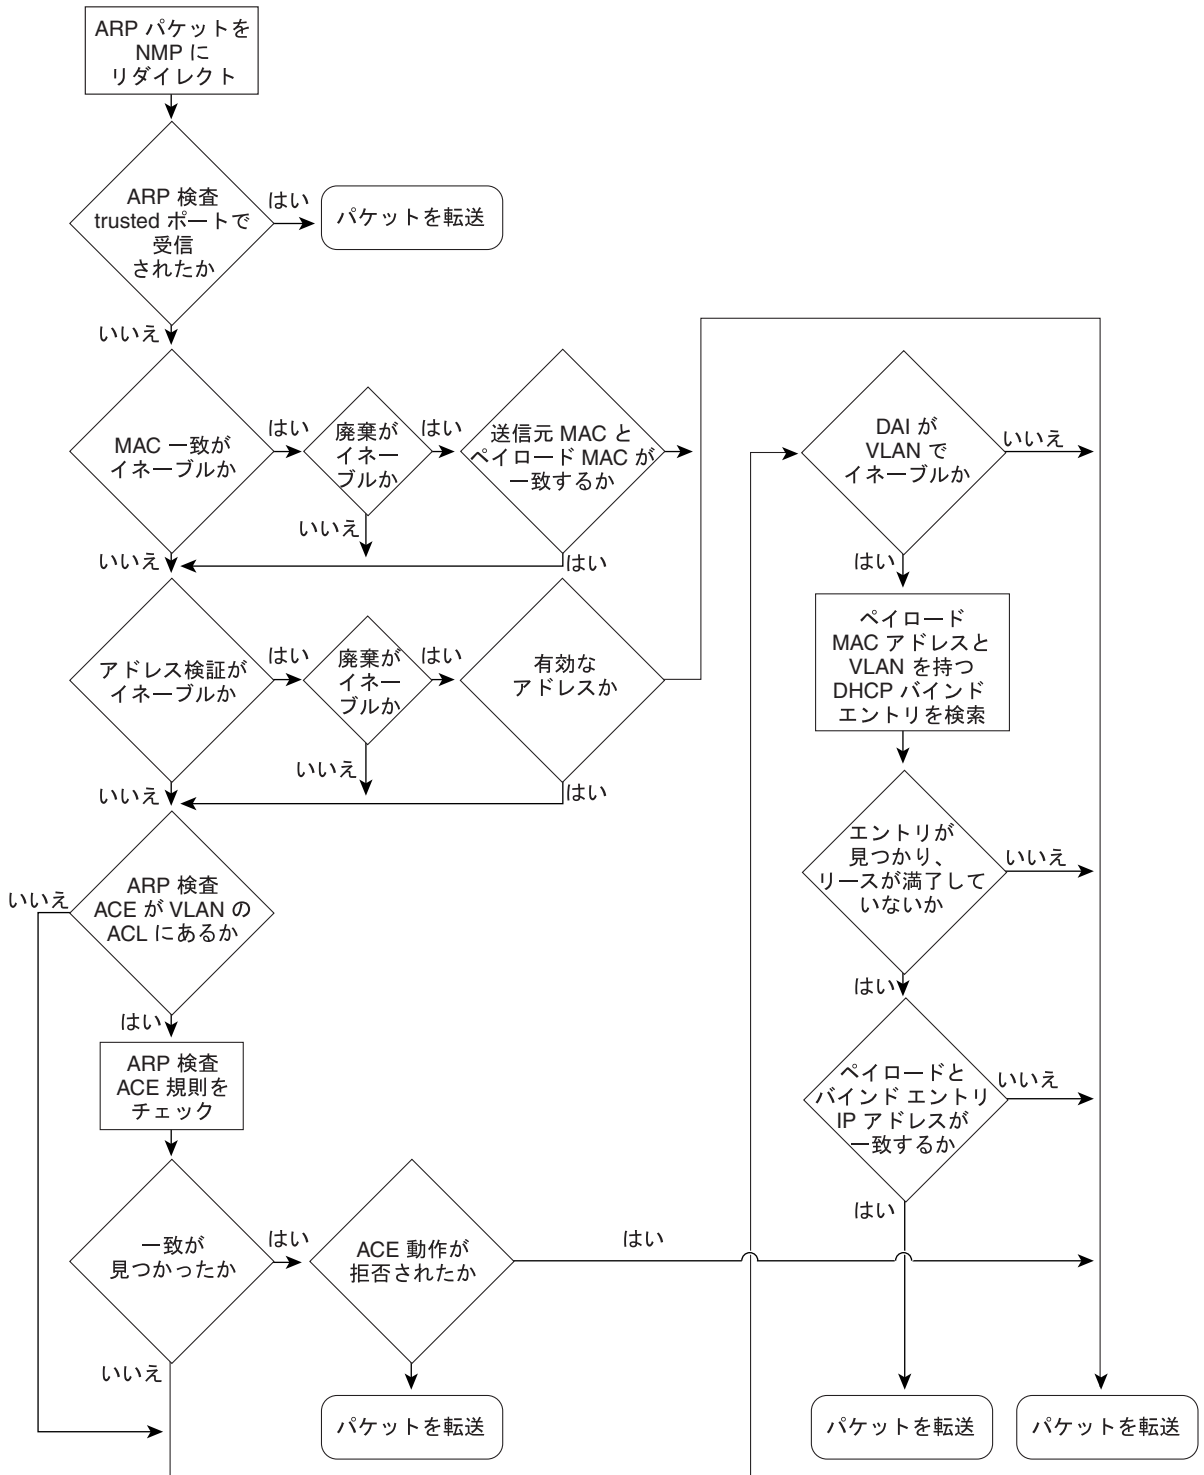 ARP パケットを
NMP に
リダイレクト
ARP 検査
trusted ポートで
受信
されたか
はい
パケットを転送
いいえ
MAC 一致が
イネーブルか
はい
廃棄が
イネー
ブルか
はい
送信元 MAC と
ペイロード MAC が
一致するか
いいえ
いいえ
はい
アドレス検証が
イネーブルか
はい
廃棄が
イネー
ブルか
はい
有効な
アドレスか
いいえ
いいえ
はい
ARP 検査
ACE が VLAN の
ACL にあるか
いいえ
はい
ARP 検査
ACE 規則を
チェック
一致が
見つかったか
はい
ACE 動作が
拒否されたか
はい
いいえ
パケットを転送
DAI が
VLAN で
イネーブルか
いいえ
はい
ペイロード
MAC アドレスと
VLAN を持つ
DHCP バインド
エントリを検索
エントリが
見つかり、
リースが満了して
いないか
いいえ
はい
ペイロードと
バインド エントリ
IP アドレスが
一致するか
いいえ
はい
パケットを転送
パケットを転送